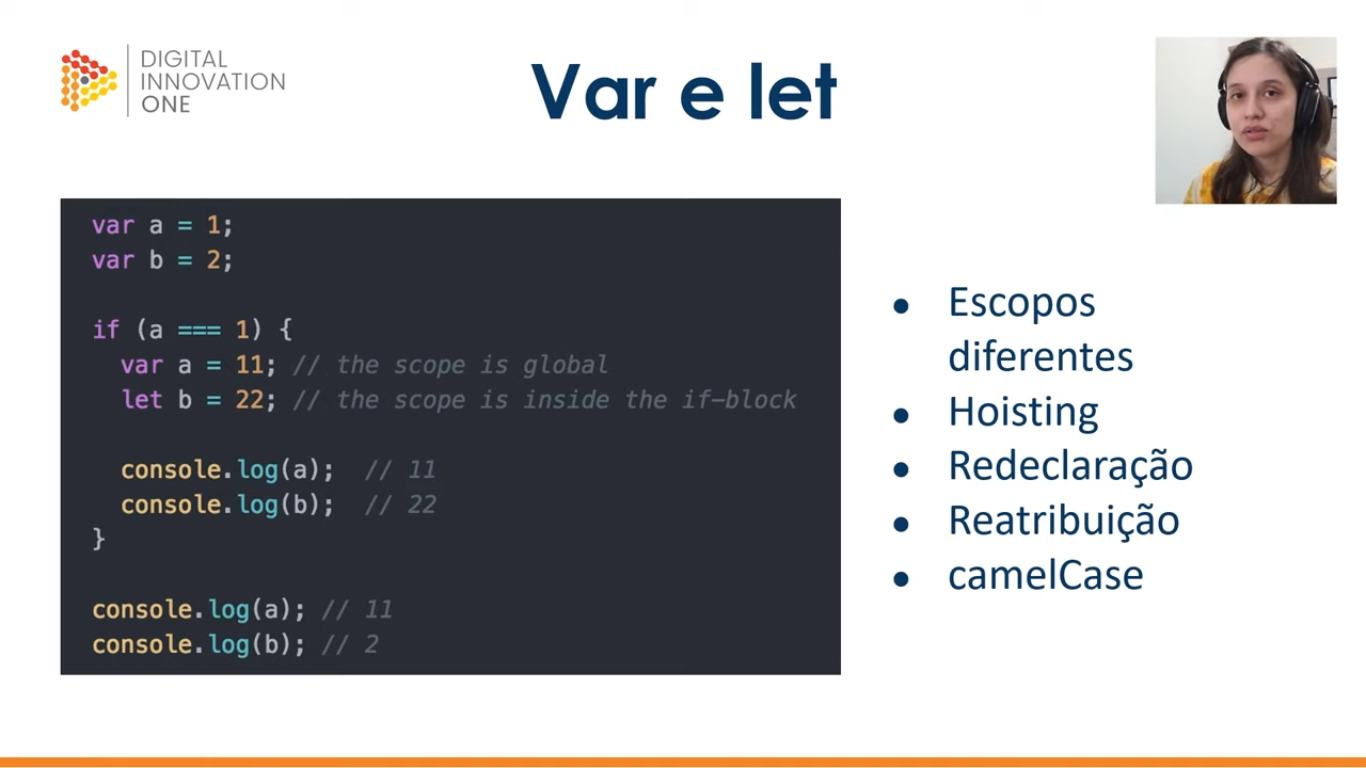 DIGITAL
INNOVATION
ONE
Var e let
var a = 1;
var b = 2;
if (a === 1) {
var a = 11; // the scope is global
let b = 22; // the scope is inside the if-block
console.log(a); // 11
console.log(b); // 22
}
console.log(a); // 11
console.log(b); // 2
● Escopos
diferentes
● Hoisting
● Redeclaração
● Reatribuição
● camelCase